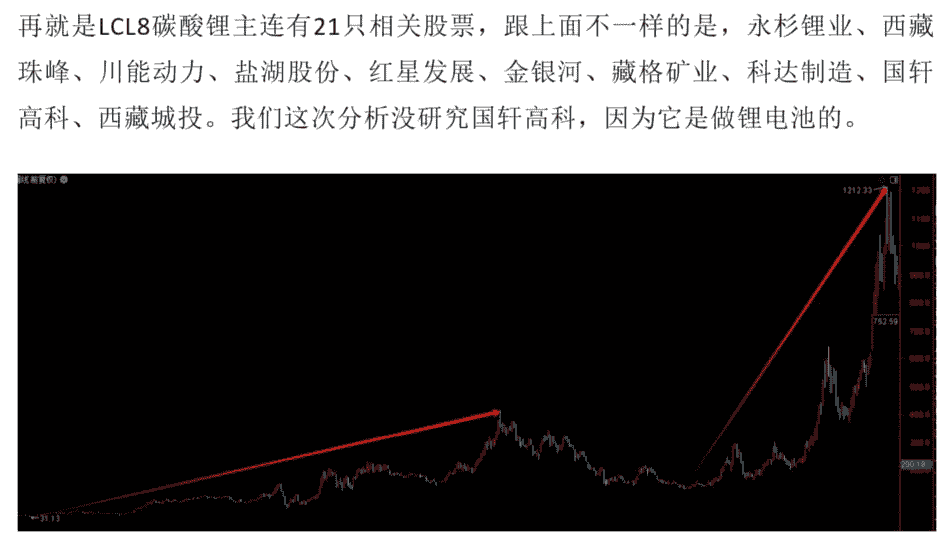 再就是LCL8碳酸锂主连有21只相关股票，跟上面不一样的是，永杉锂业、西藏
珠峰、川能动力、盐湖股份、红星发展、金银河、藏格矿业、科达制造、国轩
高科、西藏城投。我们这次分析没研究国轩高科，因为它是做锂电池的。
1212.33
1200
1000
752.59
31.13